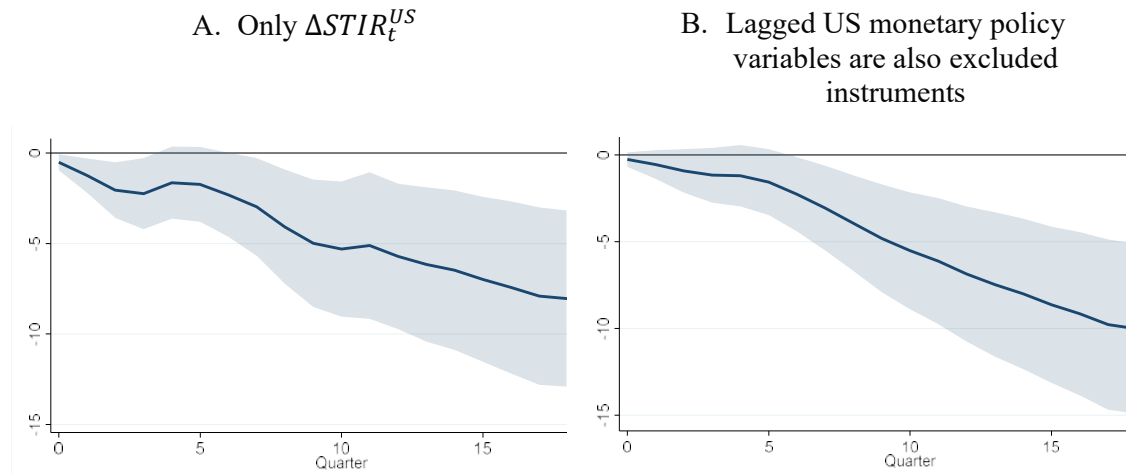 A. Only ΔSTIR_t^US
B. Lagged US monetary policy
variables are also excluded
instruments
0
-5
-10
-15
0 5 10 15
Quarter
0
-5
-10
-15
0 5 10 15
Quarter